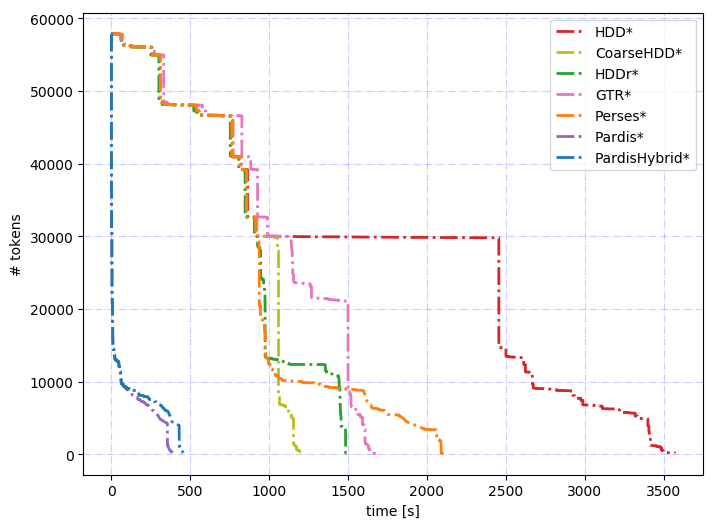 60000
50000
40000
30000
20000
10000
0
# tokens
HDD*
CoarseHDD*
HDDr*
GTR*
Perses*
Pardis*
PardisHybrid*
0 500 1000 1500 2000 2500 3000 3500
time [s]